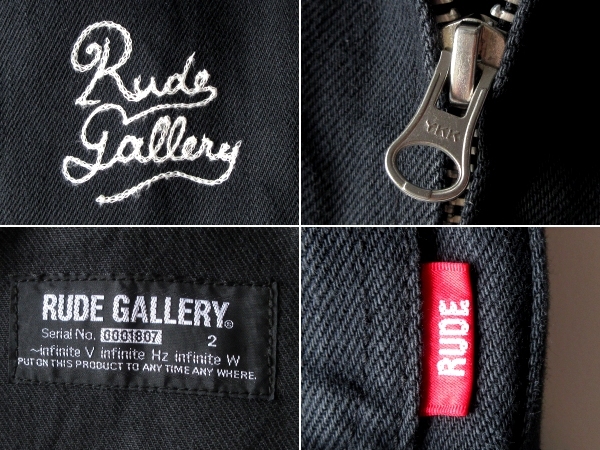 Rude
Gallery
YKK
RUDE GALLERY®
Serial No. 0001807 2
~infinite V infinite Hz infinite W
PUT ON THIS PRODUCT TO ANY TIME ANY WHERE.
RUDE